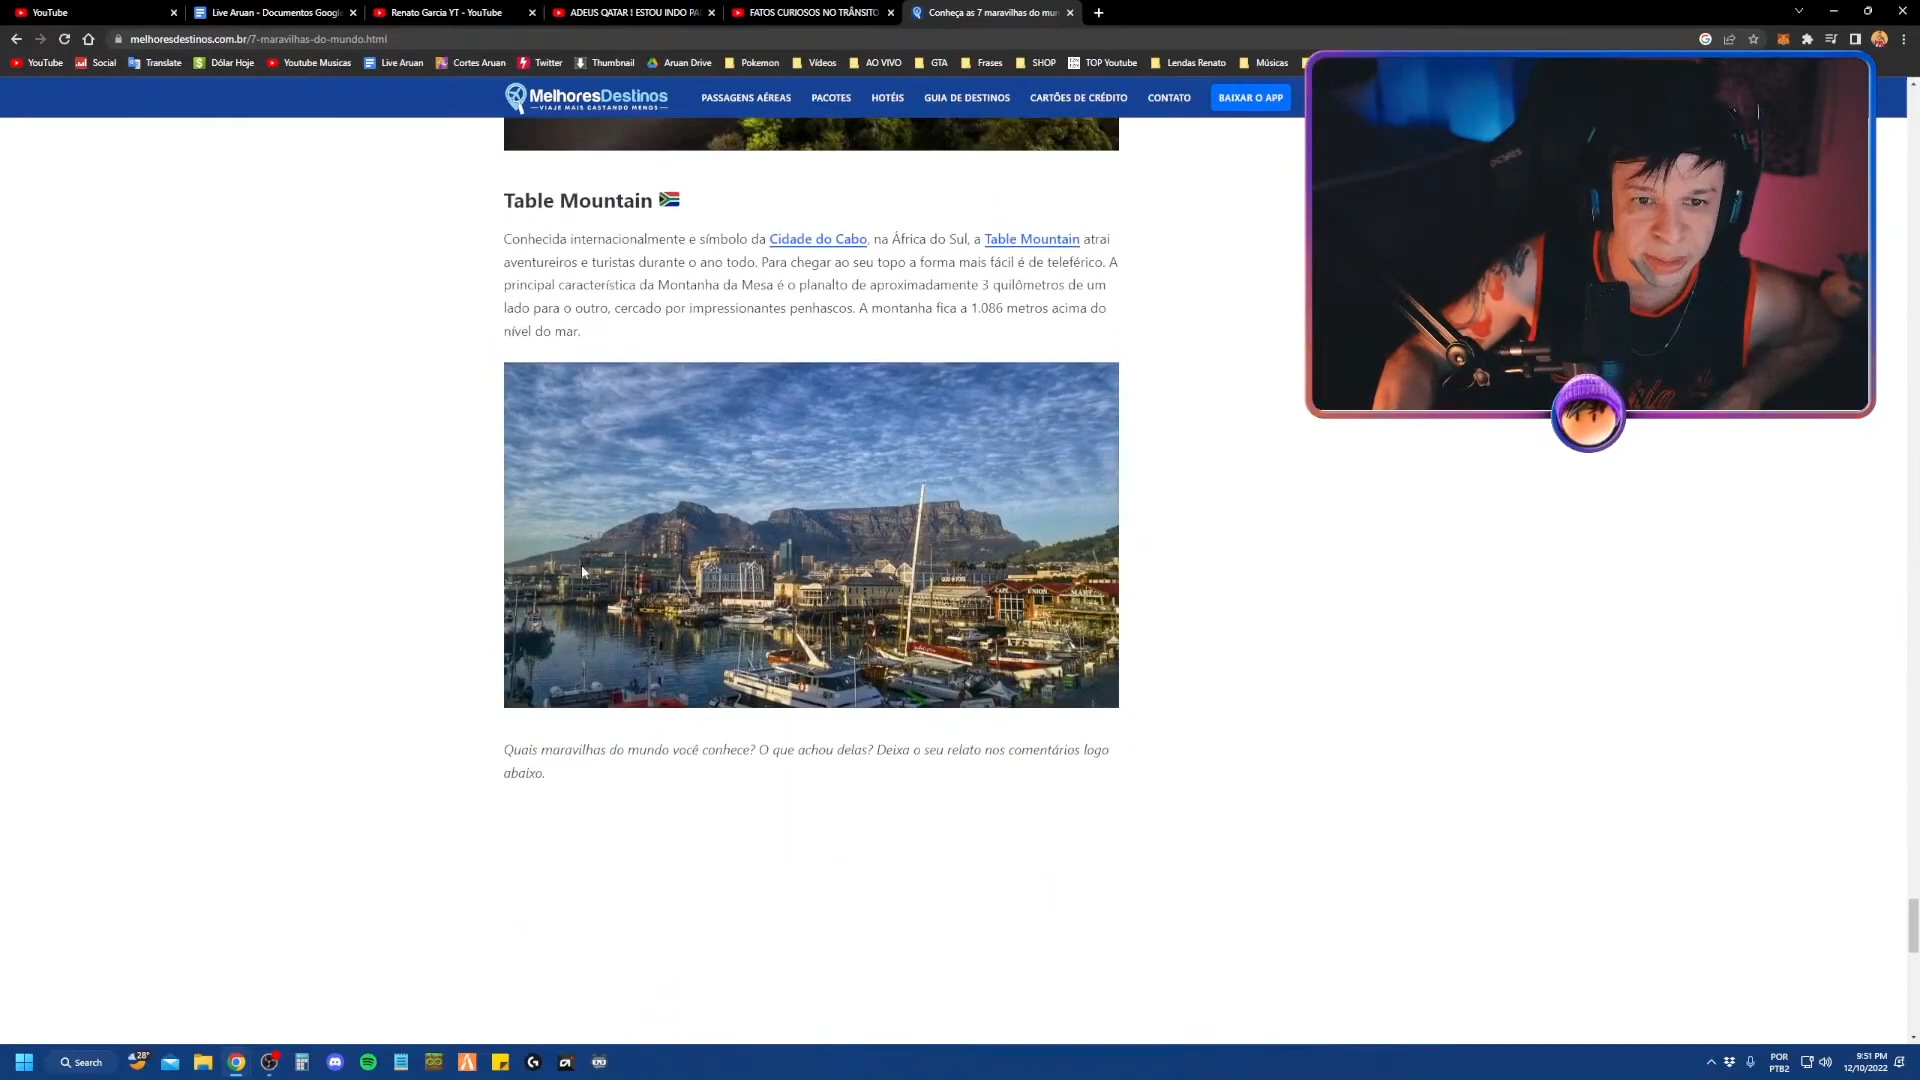 YouTube
Live Aruan - Documentos Google
Renato Garcia YT - YouTube
ADEUS QATAR ! ESTOU INDO PA
FATOS CURIOSOS NO TRÂNSITO
Conheça as 7 maravilhas do mun
melhoresdestinos.com.br/7-maravilhas-do-mundo.html
YouTube
Social
Translate
Dólar Hoje
Youtube Musicas
Live Aruan
Cortes Aruan
Twitter
Thumbnail
Aruan Drive
Pokemon
Vídeos
AO VIVO
GTA
Frases
SHOP
TOP Youtube
Lendas Renato
Músicas
MelhoresDestinos
VIAJE MAIS GASTANDO MENOS
PASSAGENS AÉREAS
PACOTES
HOTÉIS
GUIA DE DESTINOS
CARTÕES DE CRÉDITO
CONTATO
BAIXAR O APP
Table Mountain
Conhecida internacionalmente e símbolo da Cidade do Cabo, na África do Sul, a Table Mountain atrai
aventureiros e turistas durante o ano todo. Para chegar ao seu topo a forma mais fácil é de teleférico. A
principal característica da Montanha da Mesa é o planalto de aproximadamente 3 quilômetros de um
lado para o outro, cercado por impressionantes penhascos. A montanha fica a 1.086 metros acima do
nível do mar.
UNION
Quais maravilhas do mundo você conhece? O que achou delas? Deixa o seu relato nos comentários logo
abaixo.
28°
Search
POR
PTB2
9:51 PM
12/10/2022